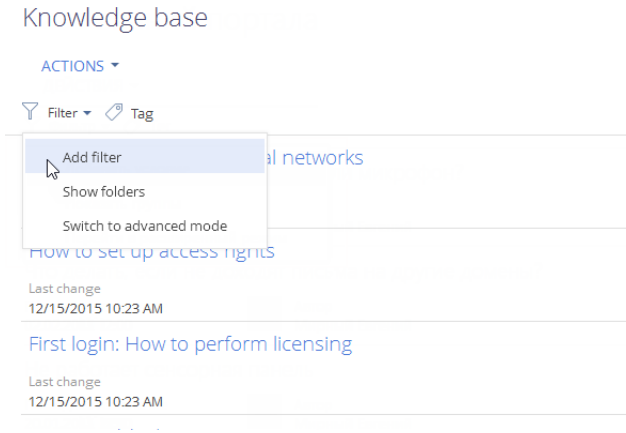 Knowledge base
ACTIONS
Filter Tag
Add filter
al networks
Show folders
Switch to advanced mode
How to set up access rights
Last change
12/15/2015 10:23 AM
First login: How to perform licensing
Last change
12/15/2015 10:23 AM